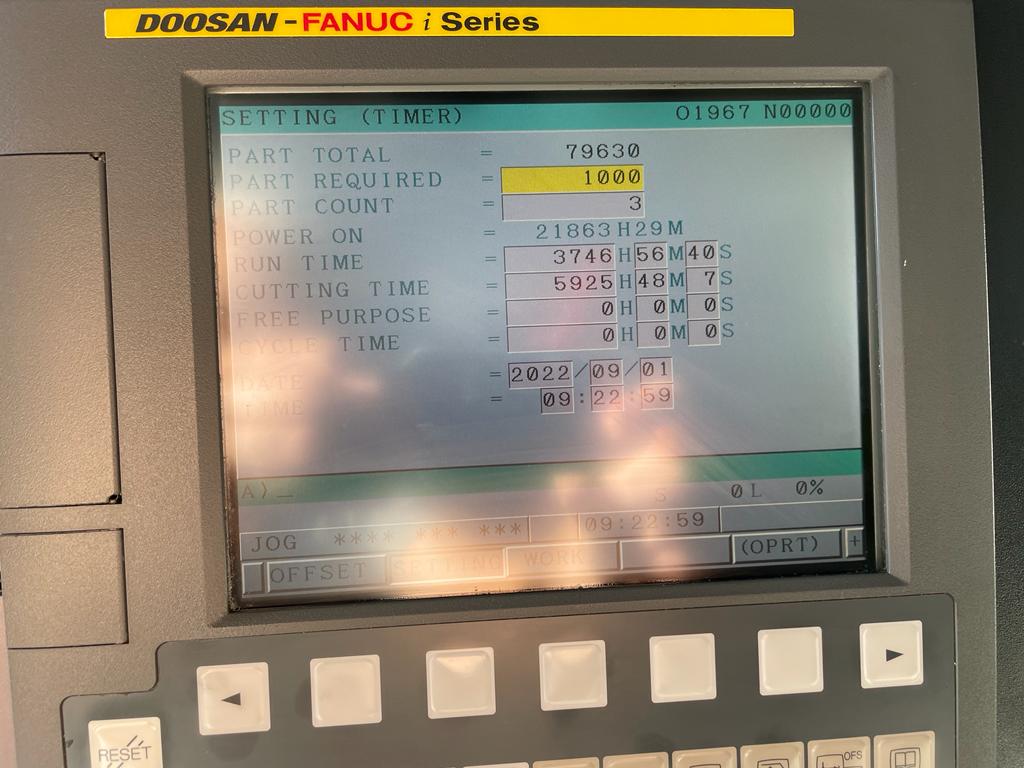 DOOSAN-FANUC i Series
SETTING (TIMER) O1967 N00000
PART TOTAL = 79630
PART REQUIRED = 1000
PART COUNT = 3
POWER ON = 21863H29M
RUN TIME = 3746H56M40S
CUTTING TIME = 5925H48M 7S
FREE PURPOSE = 0H 0M 0S
CYCLE TIME = 0H 0M 0S
DATE = 2022/09/01
TIME = 09:22:59
A)_
S 0L 0%
JOG **** *** *** 09:22:59
OFFSET SETTING WORK (OPRT) +
◄ ►
RESET
OFS